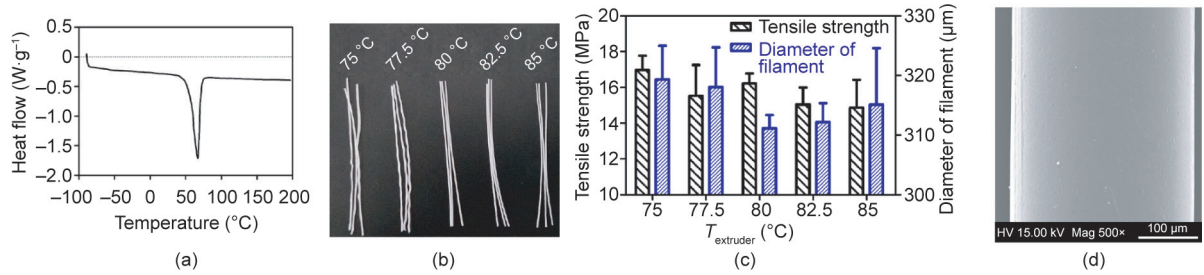 0.5
0
−0.5
−1.0
−1.5
−2.0
Heat flow (W·g⁻¹)
−100
−50
0
50
100
150
200
Temperature (°C)
(a)
75 °C
77.5 °C
80 °C
82.5 °C
85 °C
(b)
20
18
16
14
12
10
Tensile strength (MPa)
Tensile strength
Diameter of
filament
330
320
310
300
Diameter of filament (μm)
75
77.5
80
82.5
85
T extruder (°C)
(c)
HV 15.00 kV Mag 500×
100 μm
(d)